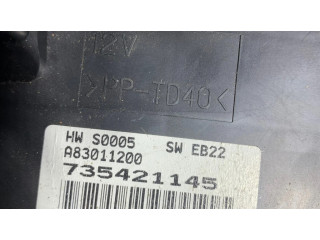 12V
>PP-TD40<
HW S0005 SW EB22
A83011200
735421145